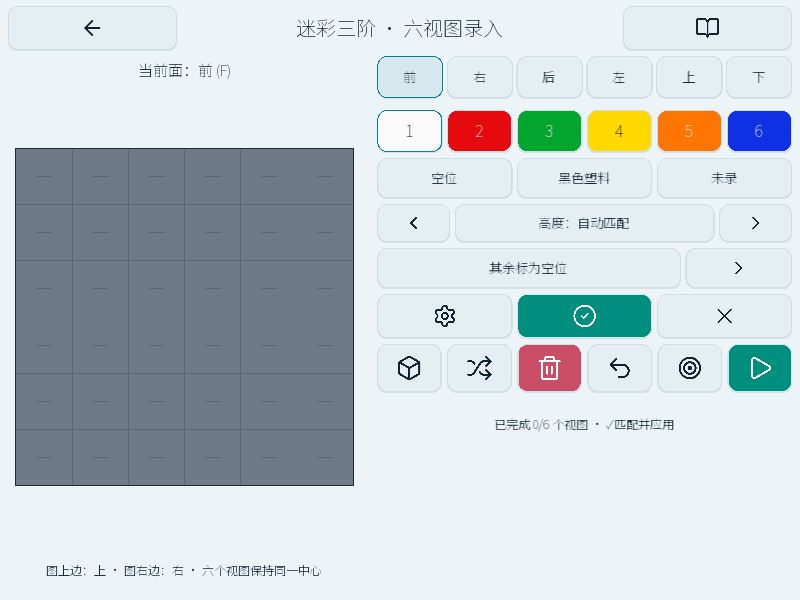 迷彩三阶 · 六视图录入
当前面: 前 (F)
前 右 后 左 上 下
1 2 3 4 5 6
空位 黑色塑料 未录
高度: 自动匹配
其余标为空位
已完成 0/6 个视图 · ✓匹配并应用
图上边: 上 · 图右边: 右 · 六个视图保持同一中心